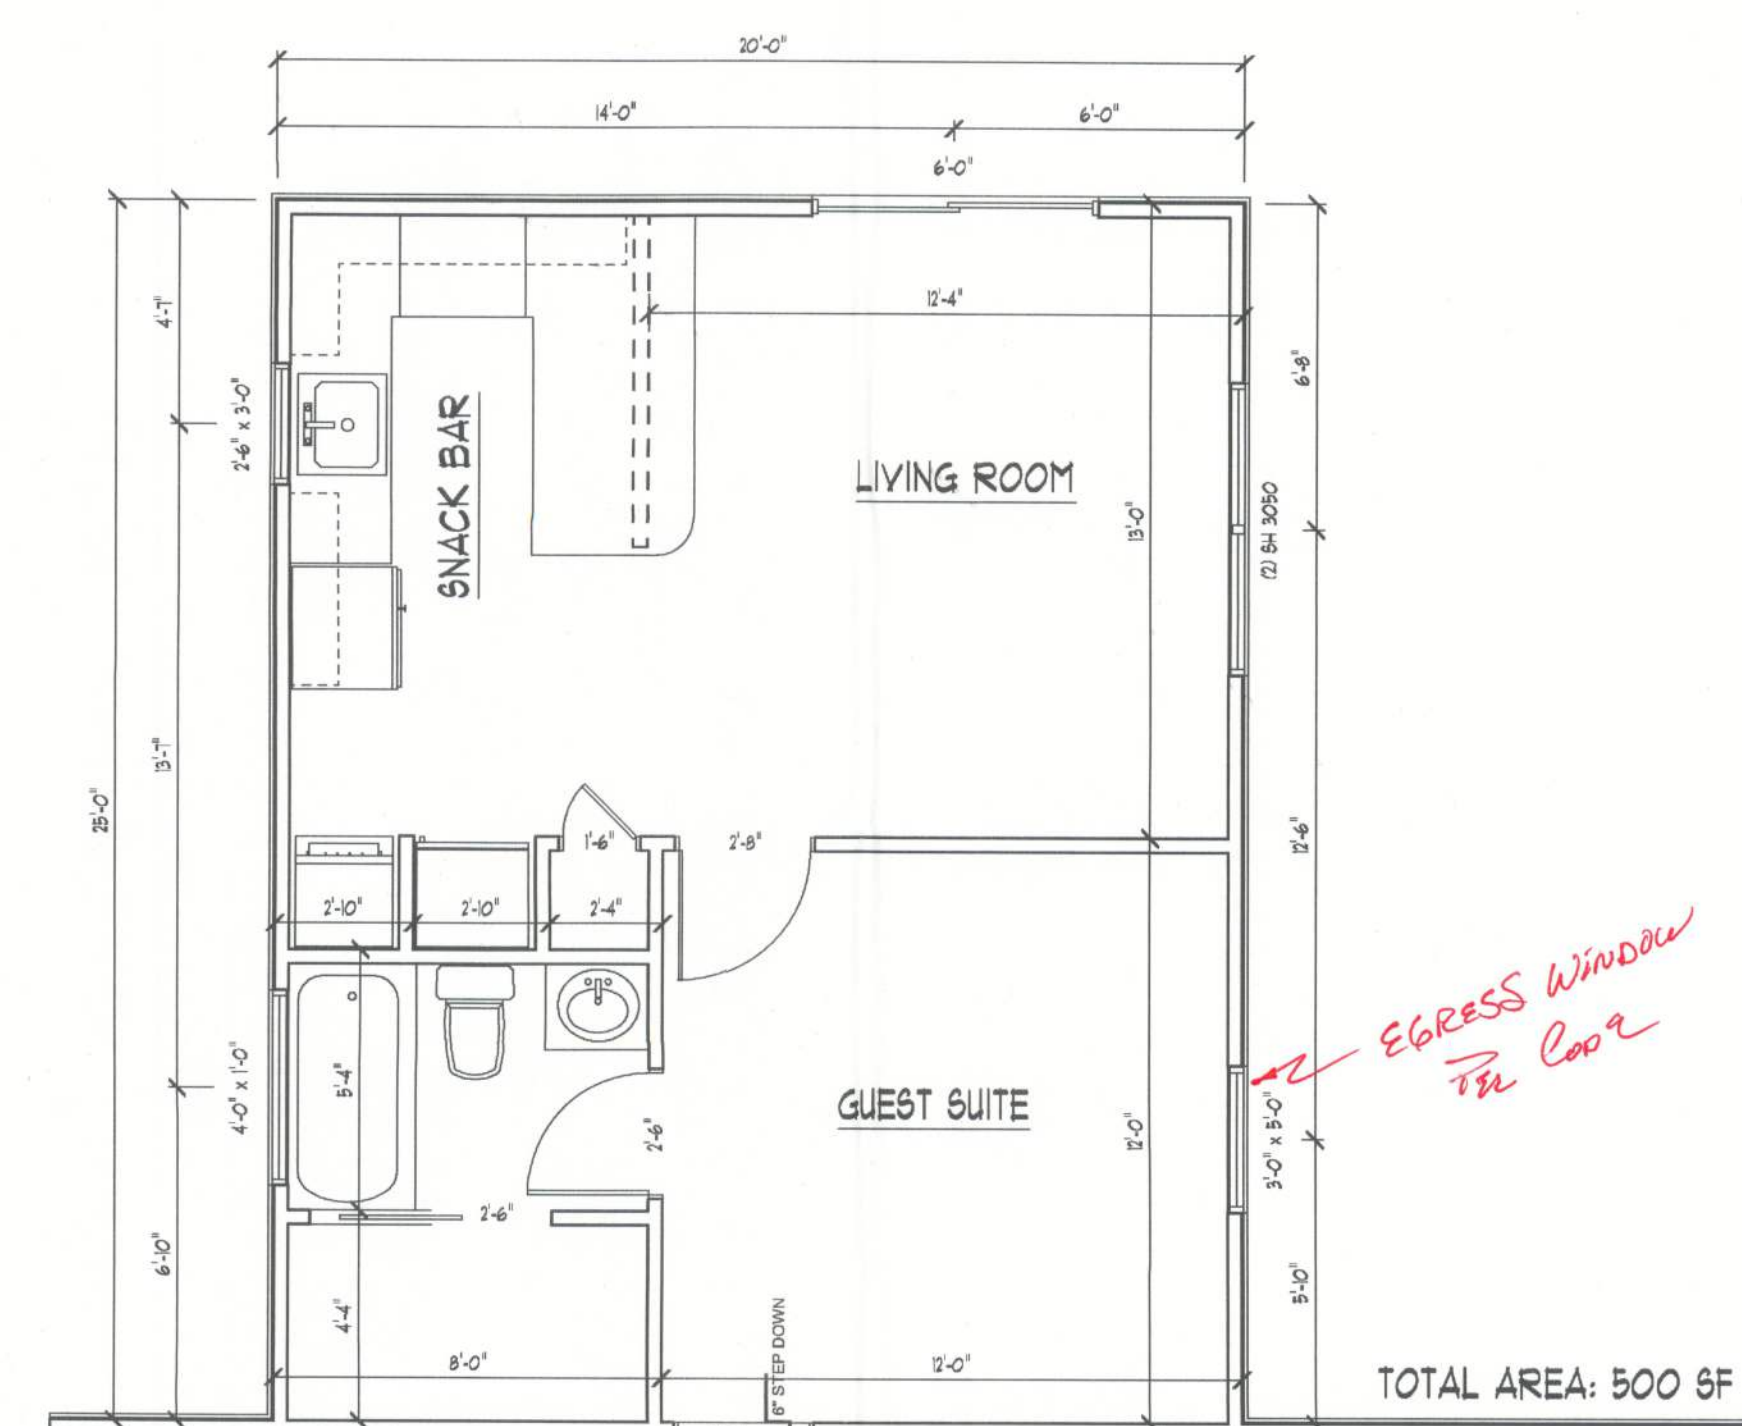 20'-0"
14'-0"
6'-0"
6'-0"
12'-4"
4'-7"
6'-8"
2'-6" x 3'-0"
SNACK BAR
LIVING ROOM
13'-0"
(2) SH 3050
13'-7"
25'-0"
1'-6"
2'-8"
12'-6"
2'-10"
2'-10"
2'-4"
EGRESS WINDOW
PER CODE
4'-0" x 1'-0"
5'-4"
2'-6"
GUEST SUITE
12'-0"
3'-0" x 5'-0"
2'-6"
6'-10"
5'-10"
4'-4"
8'-0"
6" STEP DOWN
12'-0"
TOTAL AREA: 500 SF